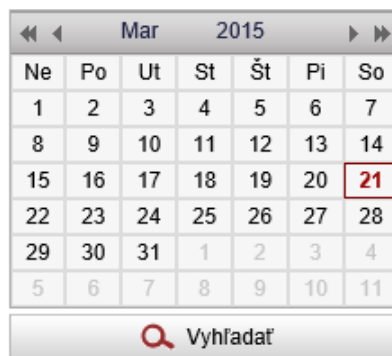 Mar 2015
Ne Po Ut St Št Pi So
1 2 3 4 5 6 7
8 9 10 11 12 13 14
15 16 17 18 19 20 21
22 23 24 25 26 27 28
29 30 31 1 2 3 4
5 6 7 8 9 10 11
Vyhľadať